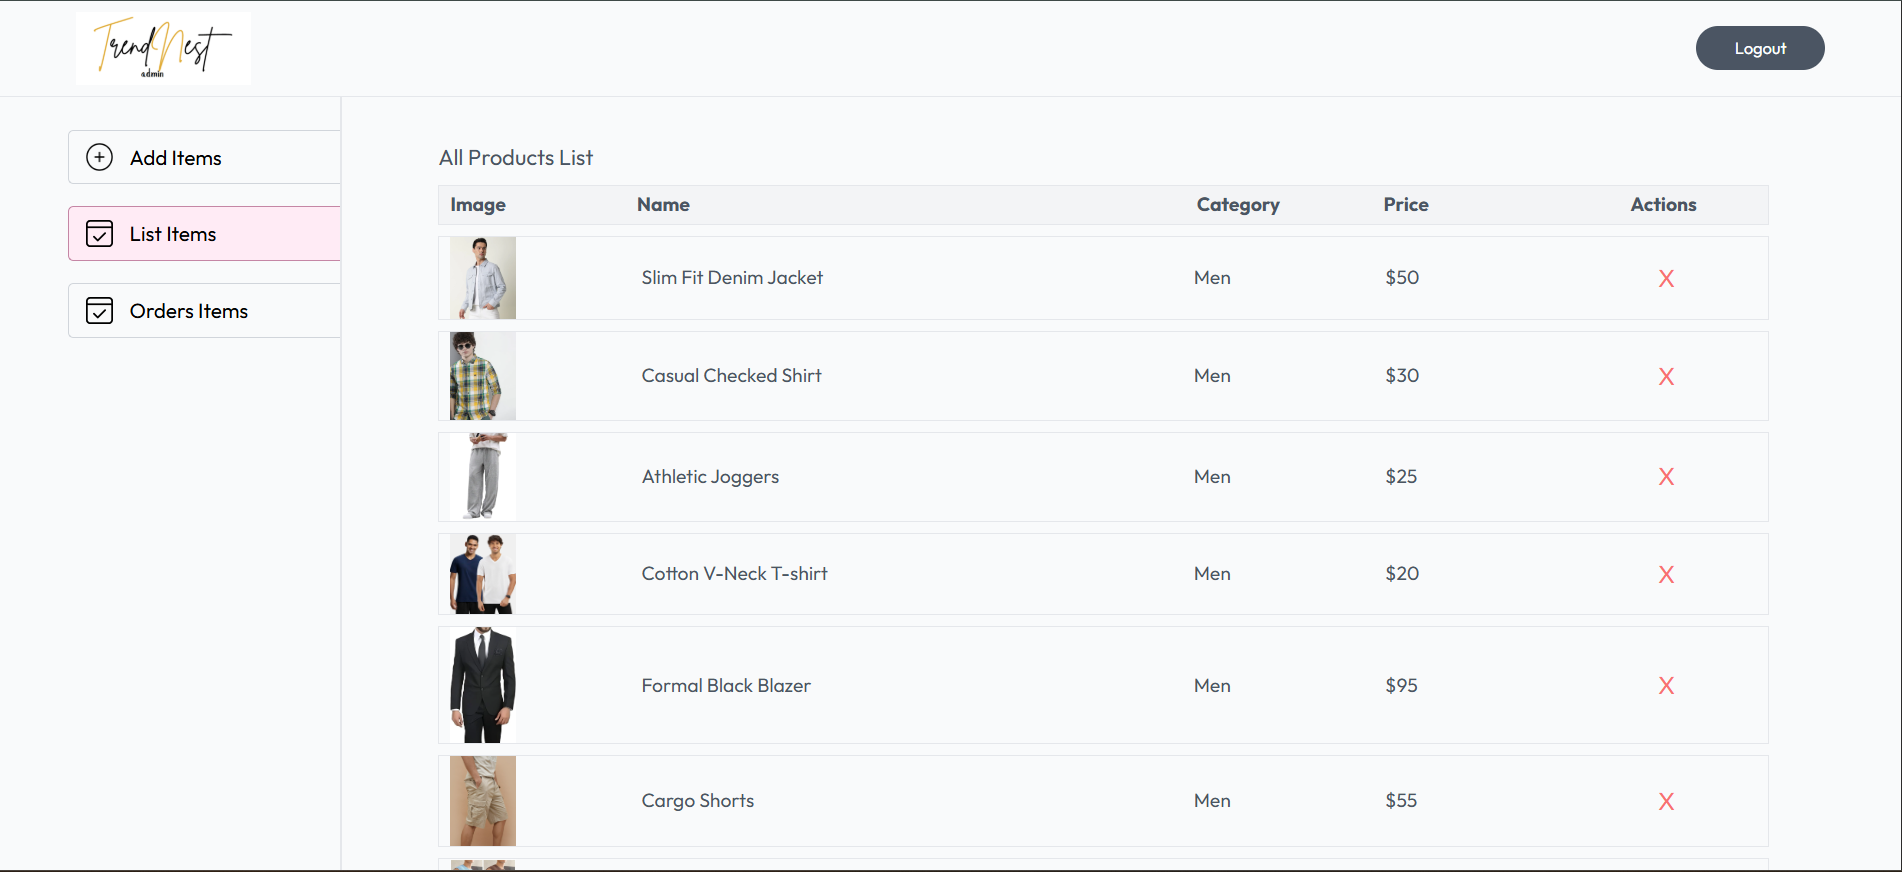 TrendNest
admin
Logout
Add Items
List Items
Orders Items
All Products List
Image Name Category Price Actions
Slim Fit Denim Jacket Men $50 X
Casual Checked Shirt Men $30 X
Athletic Joggers Men $25 X
Cotton V-Neck T-shirt Men $20 X
Formal Black Blazer Men $95 X
Cargo Shorts Men $55 X